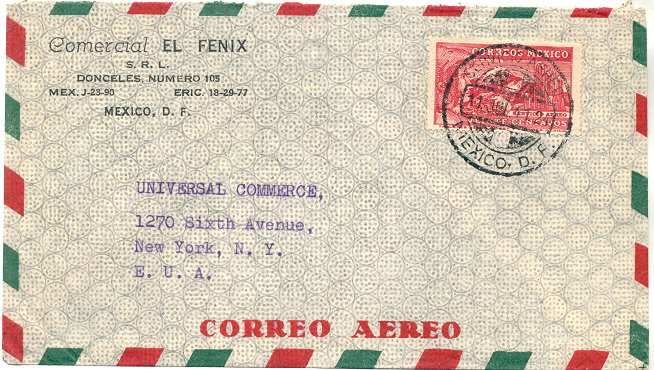 Comercial EL FENIX
S. R. L.
DONCELES, NUMERO 105
MEX. J-23-90 ERIC. 18-29-77
MEXICO, D. F.
CORREOS MEXICO
CENTAVOS
MEXICO, D. F.
UNIVERSAL COMMERCE,
1270 Sixth Avenue,
New York, N. Y.
E. U. A.
CORREO AEREO